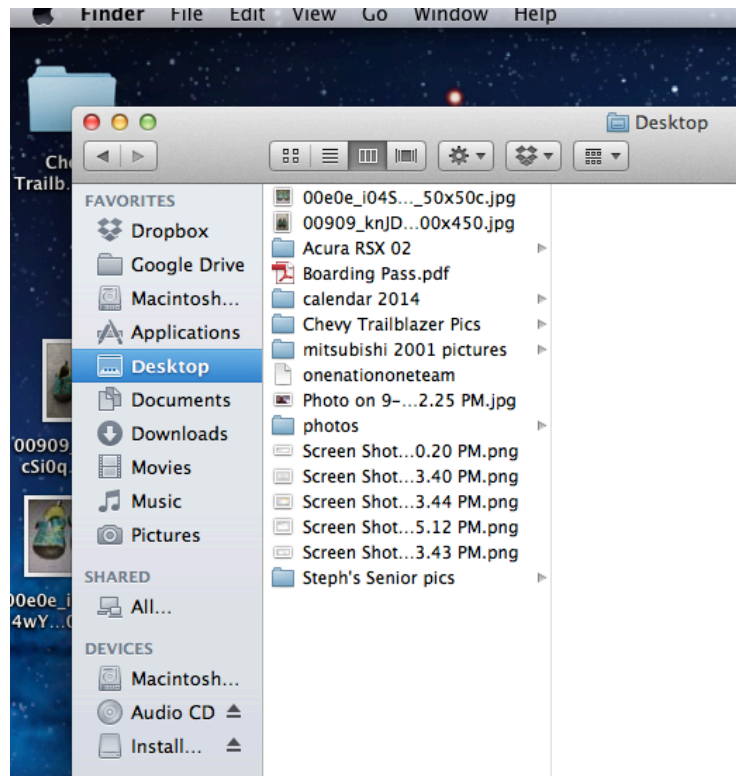 Finder File Edit View Go Window Help
Desktop
Che
Trailb.
00909_
cSi0q.
00e0e_i
4wY...0
FAVORITES
Dropbox
Google Drive
Macintosh...
Applications
Desktop
Documents
Downloads
Movies
Music
Pictures
SHARED
All...
DEVICES
Macintosh...
Audio CD
Install...
00e0e_i04S..._50x50c.jpg
00909_knJD...00x450.jpg
Acura RSX 02
Boarding Pass.pdf
calendar 2014
Chevy Trailblazer Pics
mitsubishi 2001 pictures
onenationoneteam
Photo on 9-...2.25 PM.jpg
photos
Screen Shot...0.20 PM.png
Screen Shot...3.40 PM.png
Screen Shot...3.44 PM.png
Screen Shot...5.12 PM.png
Screen Shot...3.43 PM.png
Steph's Senior pics